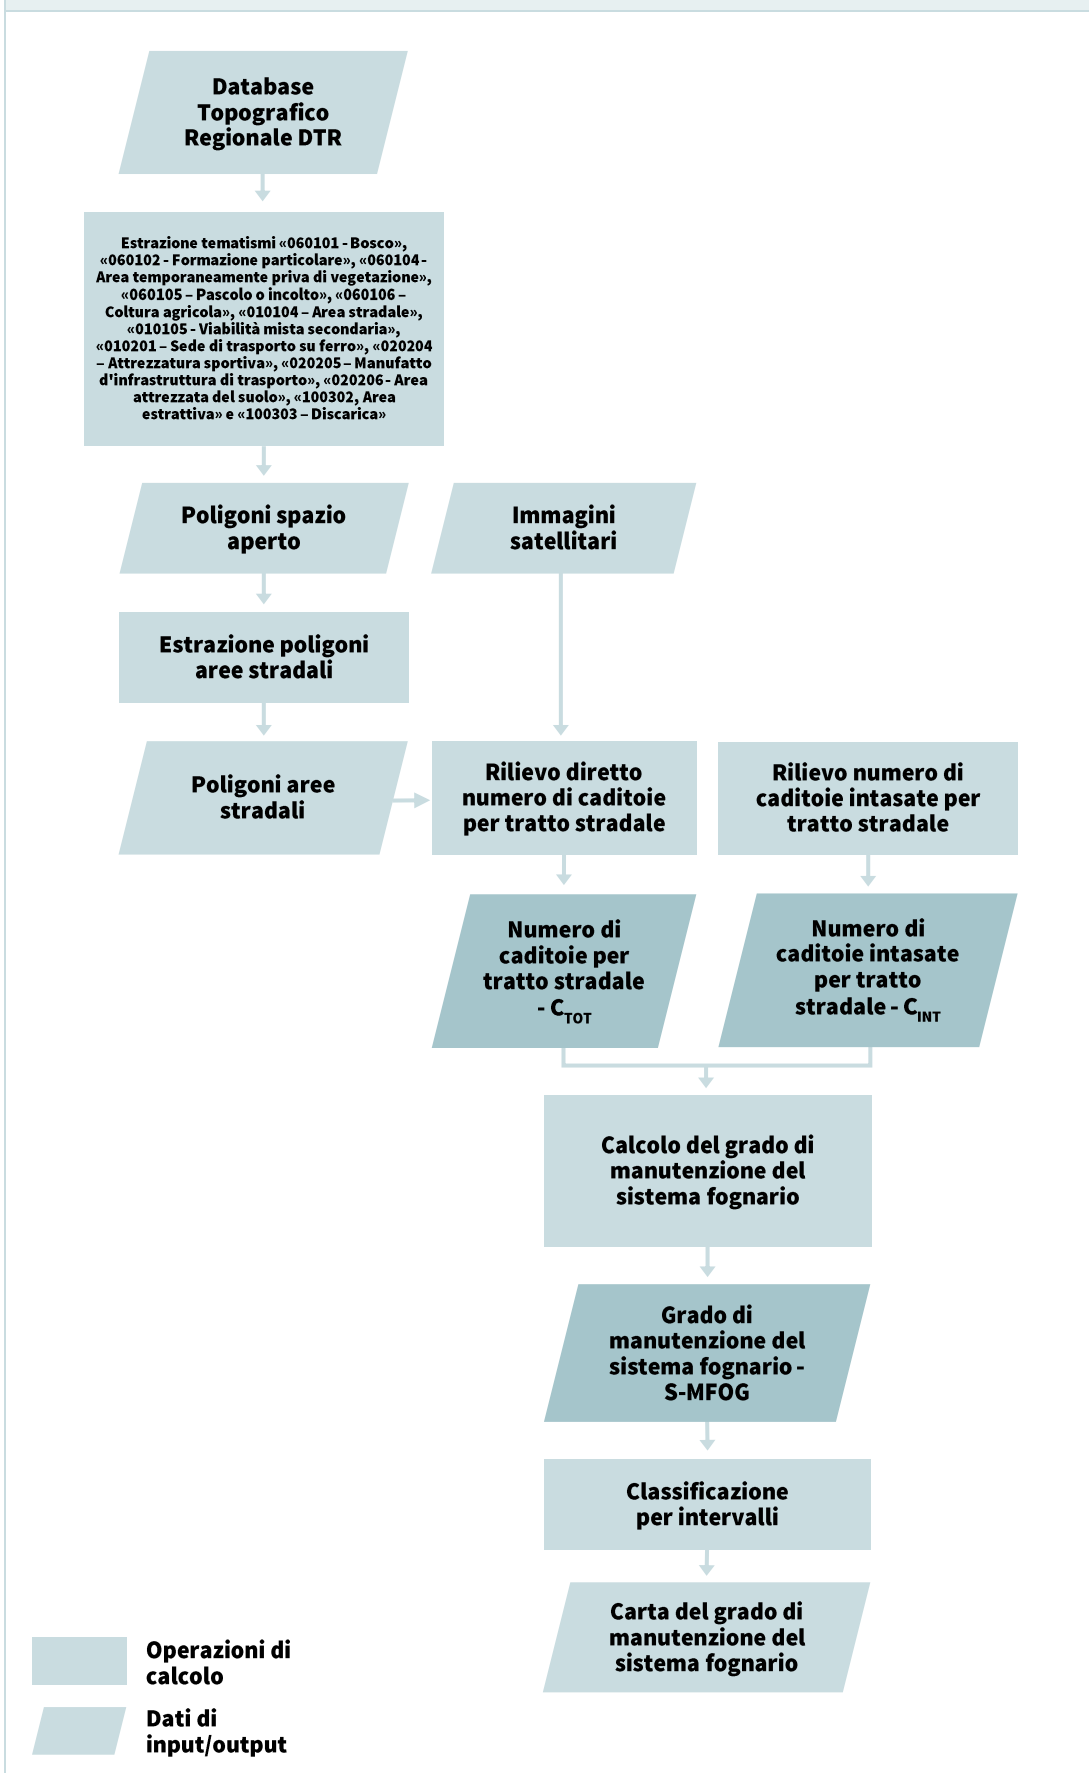 Database
Topografico
Regionale DTR
Estrazione tematismi «060101 - Bosco»,
«060102 - Formazione particolare», «060104 -
Area temporaneamente priva di vegetazione»,
«060105 – Pascolo o incolto», «060106 –
Coltura agricola», «010104 – Area stradale»,
«010105 - Viabilità mista secondaria»,
«010201 – Sede di trasporto su ferro», «020204
– Attrezzatura sportiva», «020205 – Manufatto
d'infrastruttura di trasporto», «020206 - Area
attrezzata del suolo», «100302, Area
estrattiva» e «100303 – Discarica»
Poligoni spazio
aperto
Immagini
satellitari
Estrazione poligoni
aree stradali
Poligoni aree
stradali
Rilievo diretto
numero di caditoie
per tratto stradale
Rilievo numero di
caditoie intasate per
tratto stradale
Numero di
caditoie per
tratto stradale
- CTOT
Numero di
caditoie intasate
per tratto
stradale - CINT
Calcolo del grado di
manutenzione del
sistema fognario
Grado di
manutenzione del
sistema fognario -
S-MFOG
Classificazione
per intervalli
Carta del grado di
manutenzione del
sistema fognario
Operazioni di
calcolo
Dati di
input/output